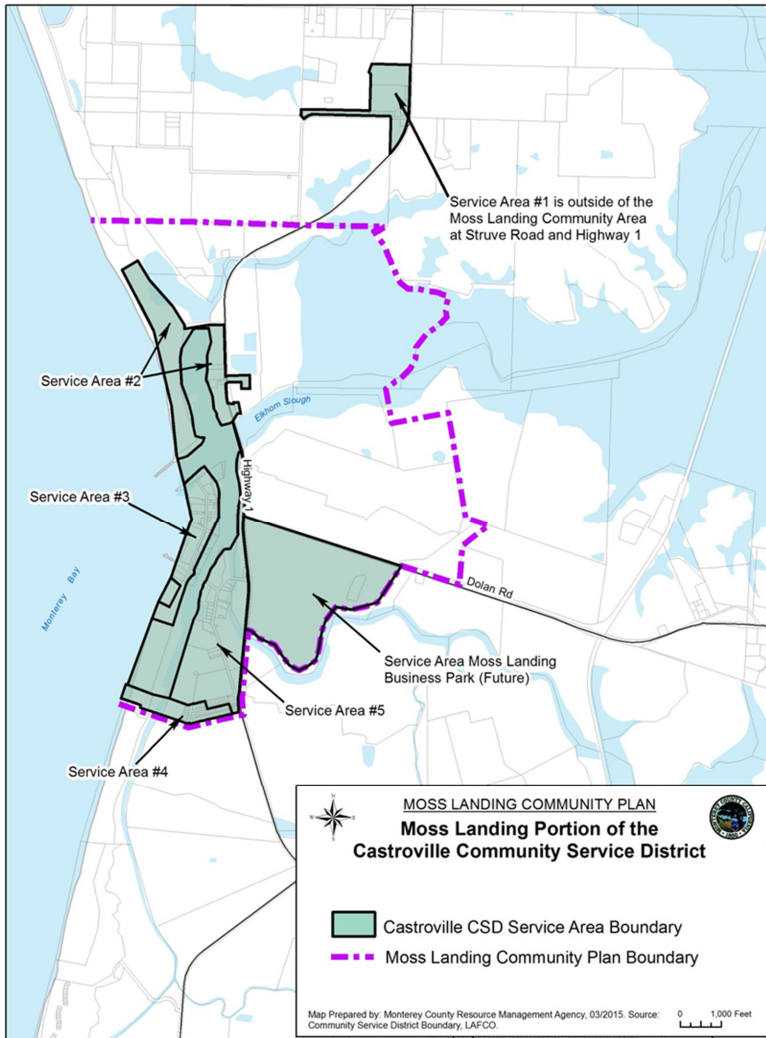 Service Area #1 is outside of the
Moss Landing Community Area
at Struve Road and Highway 1
Service Area #2
Elkhorn Slough
Highway 1
Service Area #3
Monterey Bay
Dolan Rd
Service Area Moss Landing
Business Park (Future)
Service Area #5
Service Area #4
MOSS LANDING COMMUNITY PLAN
Moss Landing Portion of the
Castroville Community Service District
N
Castroville CSD Service Area Boundary
Moss Landing Community Plan Boundary
Map Prepared by: Monterey County Resource Management Agency, 03/2015. Source:
Community Service District Boundary, LAFCO.
0 1,000 Feet